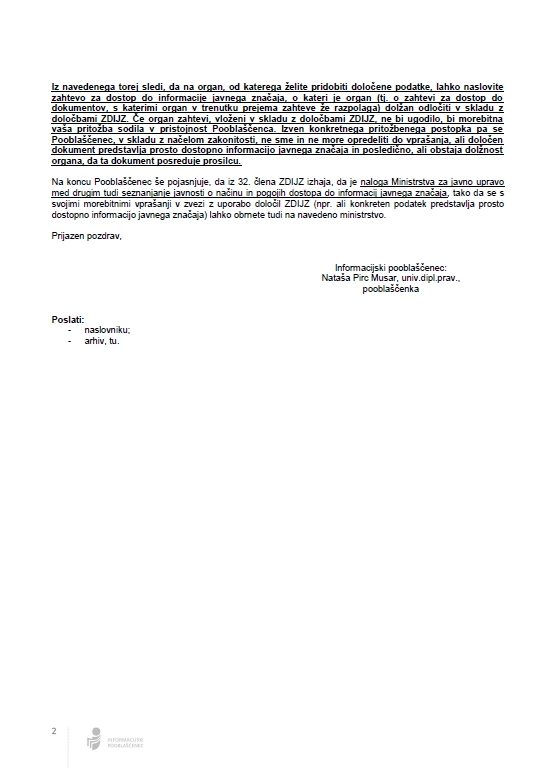 Iz navedenega torej sledi, da na organ, od katerega želite pridobiti določene podatke, lahko naslovite
zahtevo za dostop do informacije javnega značaja, o kateri je organ (tj. o zahtevi za dostop do
dokumentov, s katerimi organ v trenutku prejema zahteve že razpolaga) dolžan odločiti v skladu z
določbami ZDIJZ. Če organ zahtevi, vloženi v skladu z določbami ZDIJZ, ne bi ugodilo, bi morebitna
vaša pritožba sodila v pristojnost Pooblaščenca. Izven konkretnega pritožbenega postopka pa se
Pooblaščenec, v skladu z načelom zakonitosti, ne sme in ne more opredeliti do vprašanja, ali določen
dokument predstavlja prosto dostopno informacijo javnega značaja in posledično, ali obstaja dolžnost
organa, da ta dokument posreduje prosilcu.
Na koncu Pooblaščenec še pojasnjuje, da iz 32. člena ZDIJZ izhaja, da je naloga Ministrstva za javno upravo
med drugim tudi seznanjanje javnosti o načinu in pogojih dostopa do informacij javnega značaja, tako da se s
svojimi morebitnimi vprašanji v zvezi z uporabo določil ZDIJZ (npr. ali konkreten podatek predstavlja prosto
dostopno informacijo javnega značaja) lahko obrnete tudi na navedeno ministrstvo.
Prijazen pozdrav,
Informacijski pooblaščenec:
Nataša Pirc Musar, univ.dipl.prav.,
pooblaščenka
Poslati:
- naslovniku;
- arhiv, tu.
2
INFORMACIJSKI
POOBLAŠČENEC